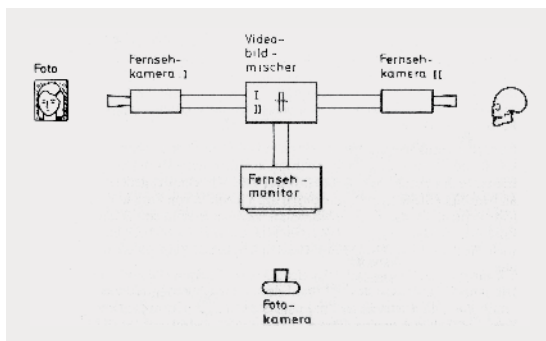 Foto
Fernseh-
kamera I
Video-
bild-
mischer
Fernseh-
kamera II
I
II
Fernseh-
monitor
Foto-
kamera